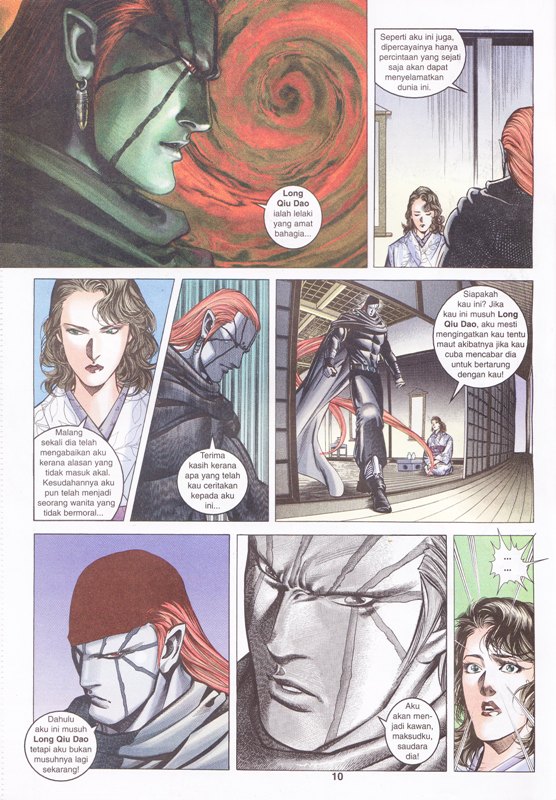 Long
Qiu Dao
ialah lelaki
yang amat
bahagia...
Seperti aku ini juga,
dipercayainya hanya
percintaan yang sejati
saja akan dapat
menyelamatkan
dunia ini.
Malang
sekali dia telah
mengabaikan aku
kerana alasan yang
tidak masuk akal.
Kesudahannya aku
pun telah menjadi
seorang wanita yang
tidak bermoral...
Terima
kasih kerana
apa yang telah
kau ceritakan
kepada aku
ini...
Siapakah
kau ini? Jika
kau ini musuh Long
Qiu Dao, aku mesti
mengingatkan kau tentu
maut akibatnya jika kau
cuba mencabar dia
untuk bertarung
dengan kau!
Dahulu
aku ini musuh
Long Qiu Dao
tetapi aku bukan
musuhnya lagi
sekarang!
Aku
akan men-
jadi kawan,
maksudku,
saudara
dia!
...
...
10